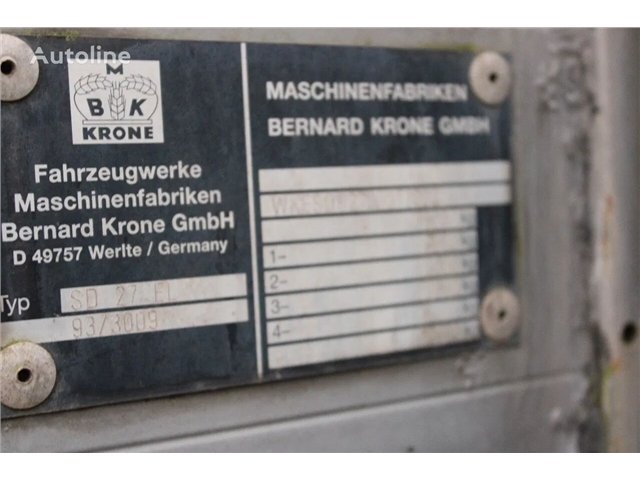 Autoline
M
B K
KRONE
Fahrzeugwerke
Maschinenfabriken
Bernard Krone GmbH
D 49757 Werlte / Germany
Typ SD 27 EL
93/3009
MASCHINENFABRIKEN
BERNARD KRONE GMBH
1-
2-
3-
4-